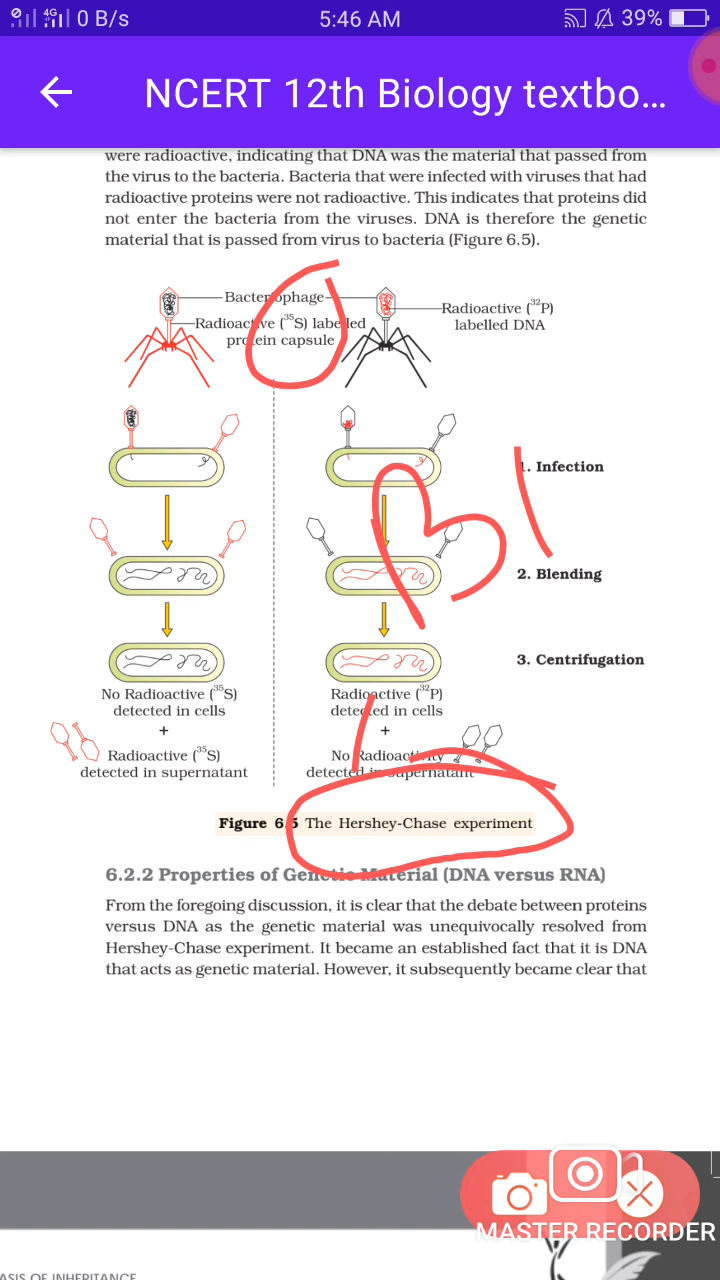 4G 0 B/s 5:46 AM 39%
NCERT 12th Biology textbo...
were radioactive, indicating that DNA was the material that passed from
the virus to the bacteria. Bacteria that were infected with viruses that had
radioactive proteins were not radioactive. This indicates that proteins did
not enter the bacteria from the viruses. DNA is therefore the genetic
material that is passed from virus to bacteria (Figure 6.5).
Bacteriophage
Radioactive (³⁵S) labelled
protein capsule
Radioactive (³²P)
labelled DNA
1. Infection
2. Blending
3. Centrifugation
No Radioactive (³⁵S)
detected in cells
+
Radioactive (³⁵S)
detected in supernatant
Radioactive (³²P)
detected in cells
+
No Radioactivity
detected in supernatant
Figure 6.5 The Hershey-Chase experiment
6.2.2 Properties of Genetic Material (DNA versus RNA)
From the foregoing discussion, it is clear that the debate between proteins
versus DNA as the genetic material was unequivocally resolved from
Hershey-Chase experiment. It became an established fact that it is DNA
that acts as genetic material. However, it subsequently became clear that
MASTER RECORDER
ASIS OF INHERITANCE